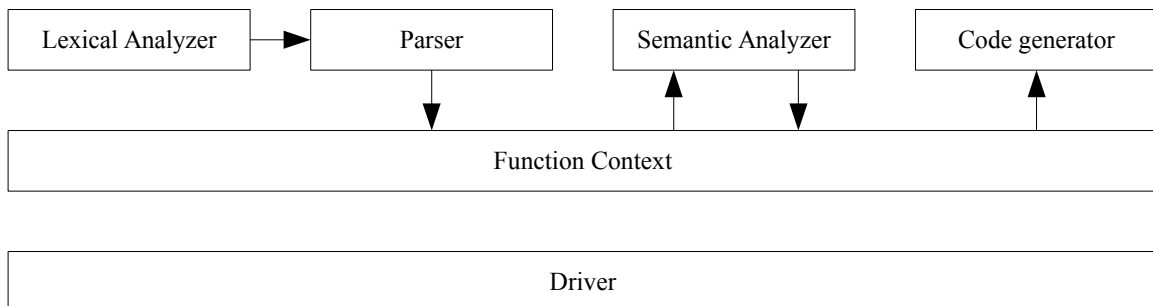 Lexical Analyzer
Parser
Semantic Analyzer
Code generator
Function Context
Driver